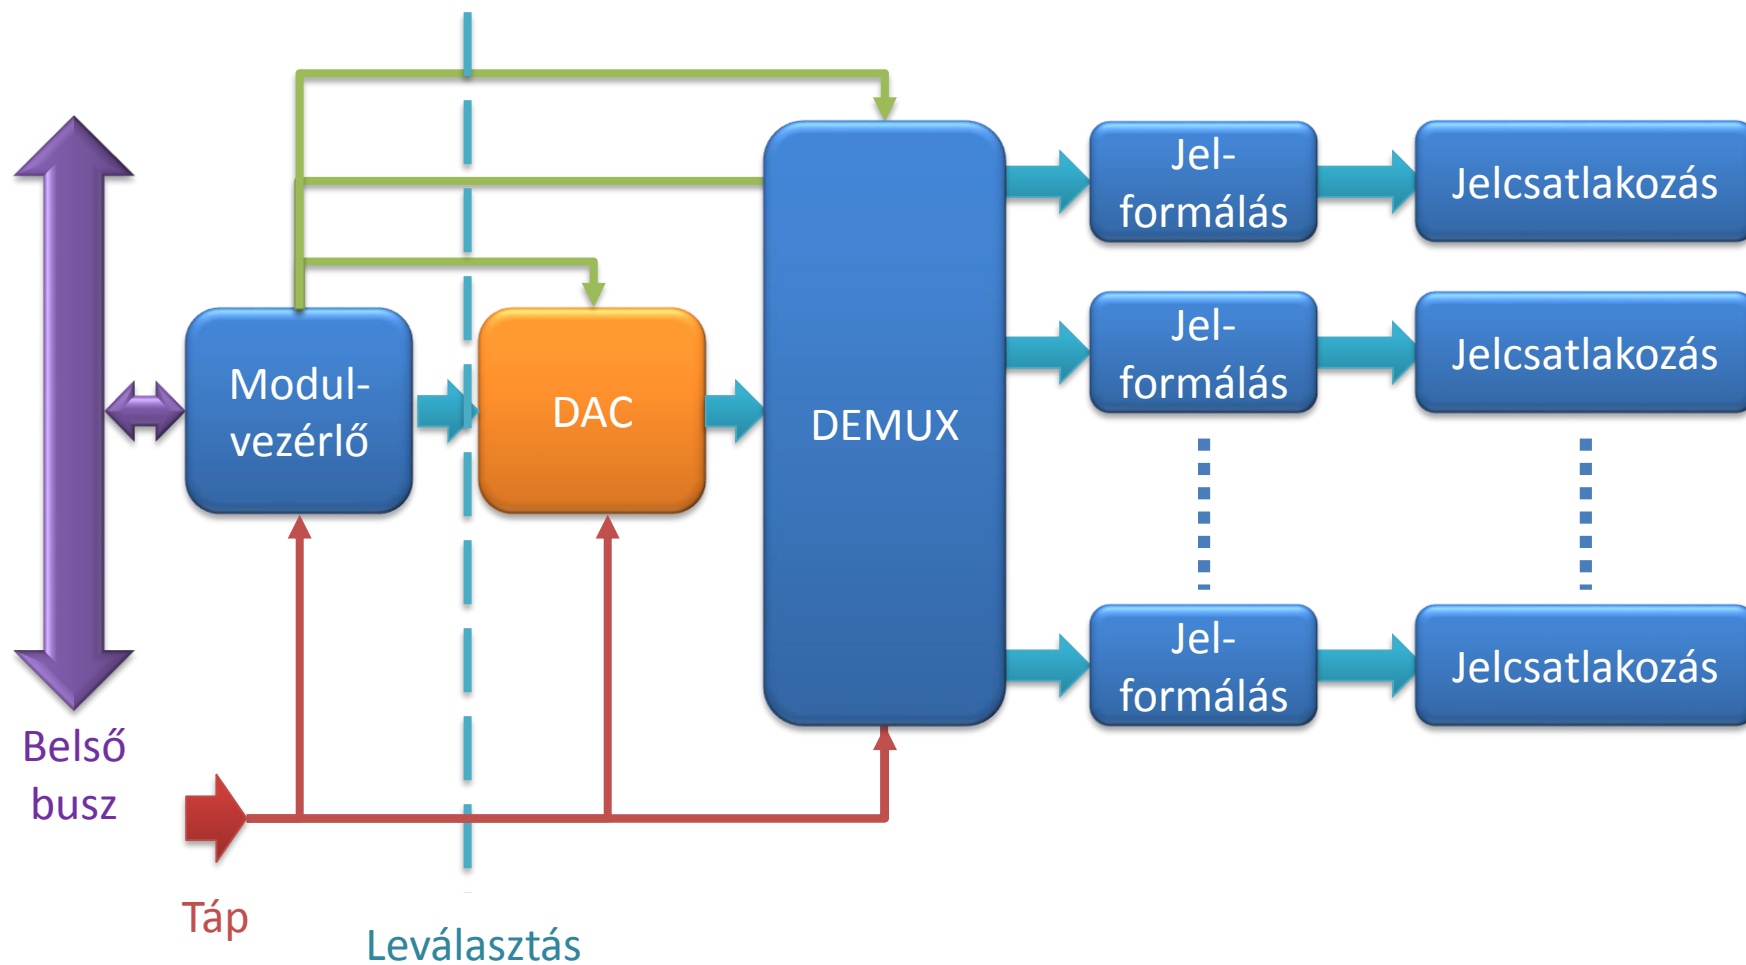 Modul-
vezérlő
DAC
DEMUX
Jel-
formálás
Jelcsatlakozás
Jel-
formálás
Jelcsatlakozás
Jel-
formálás
Jelcsatlakozás
Belső
busz
Táp
Leválasztás